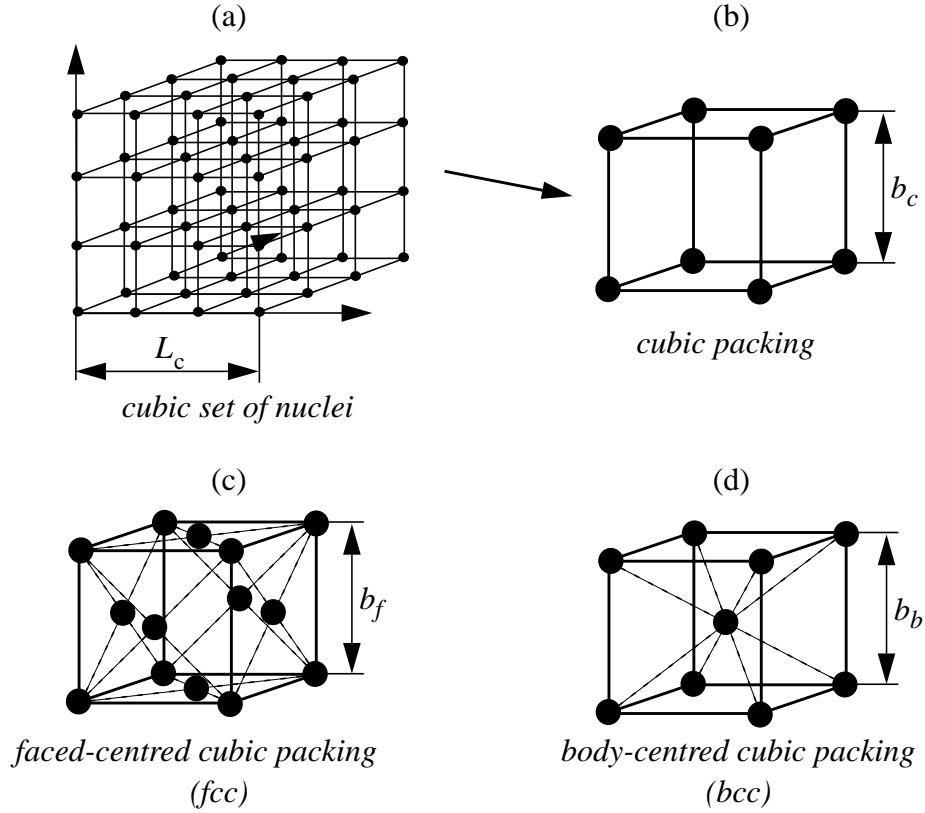 (a)
(b)
L_c
b_c
cubic set of nuclei
cubic packing
(c)
(d)
b_f
b_b
faced-centred cubic packing
(fcc)
body-centred cubic packing
(bcc)